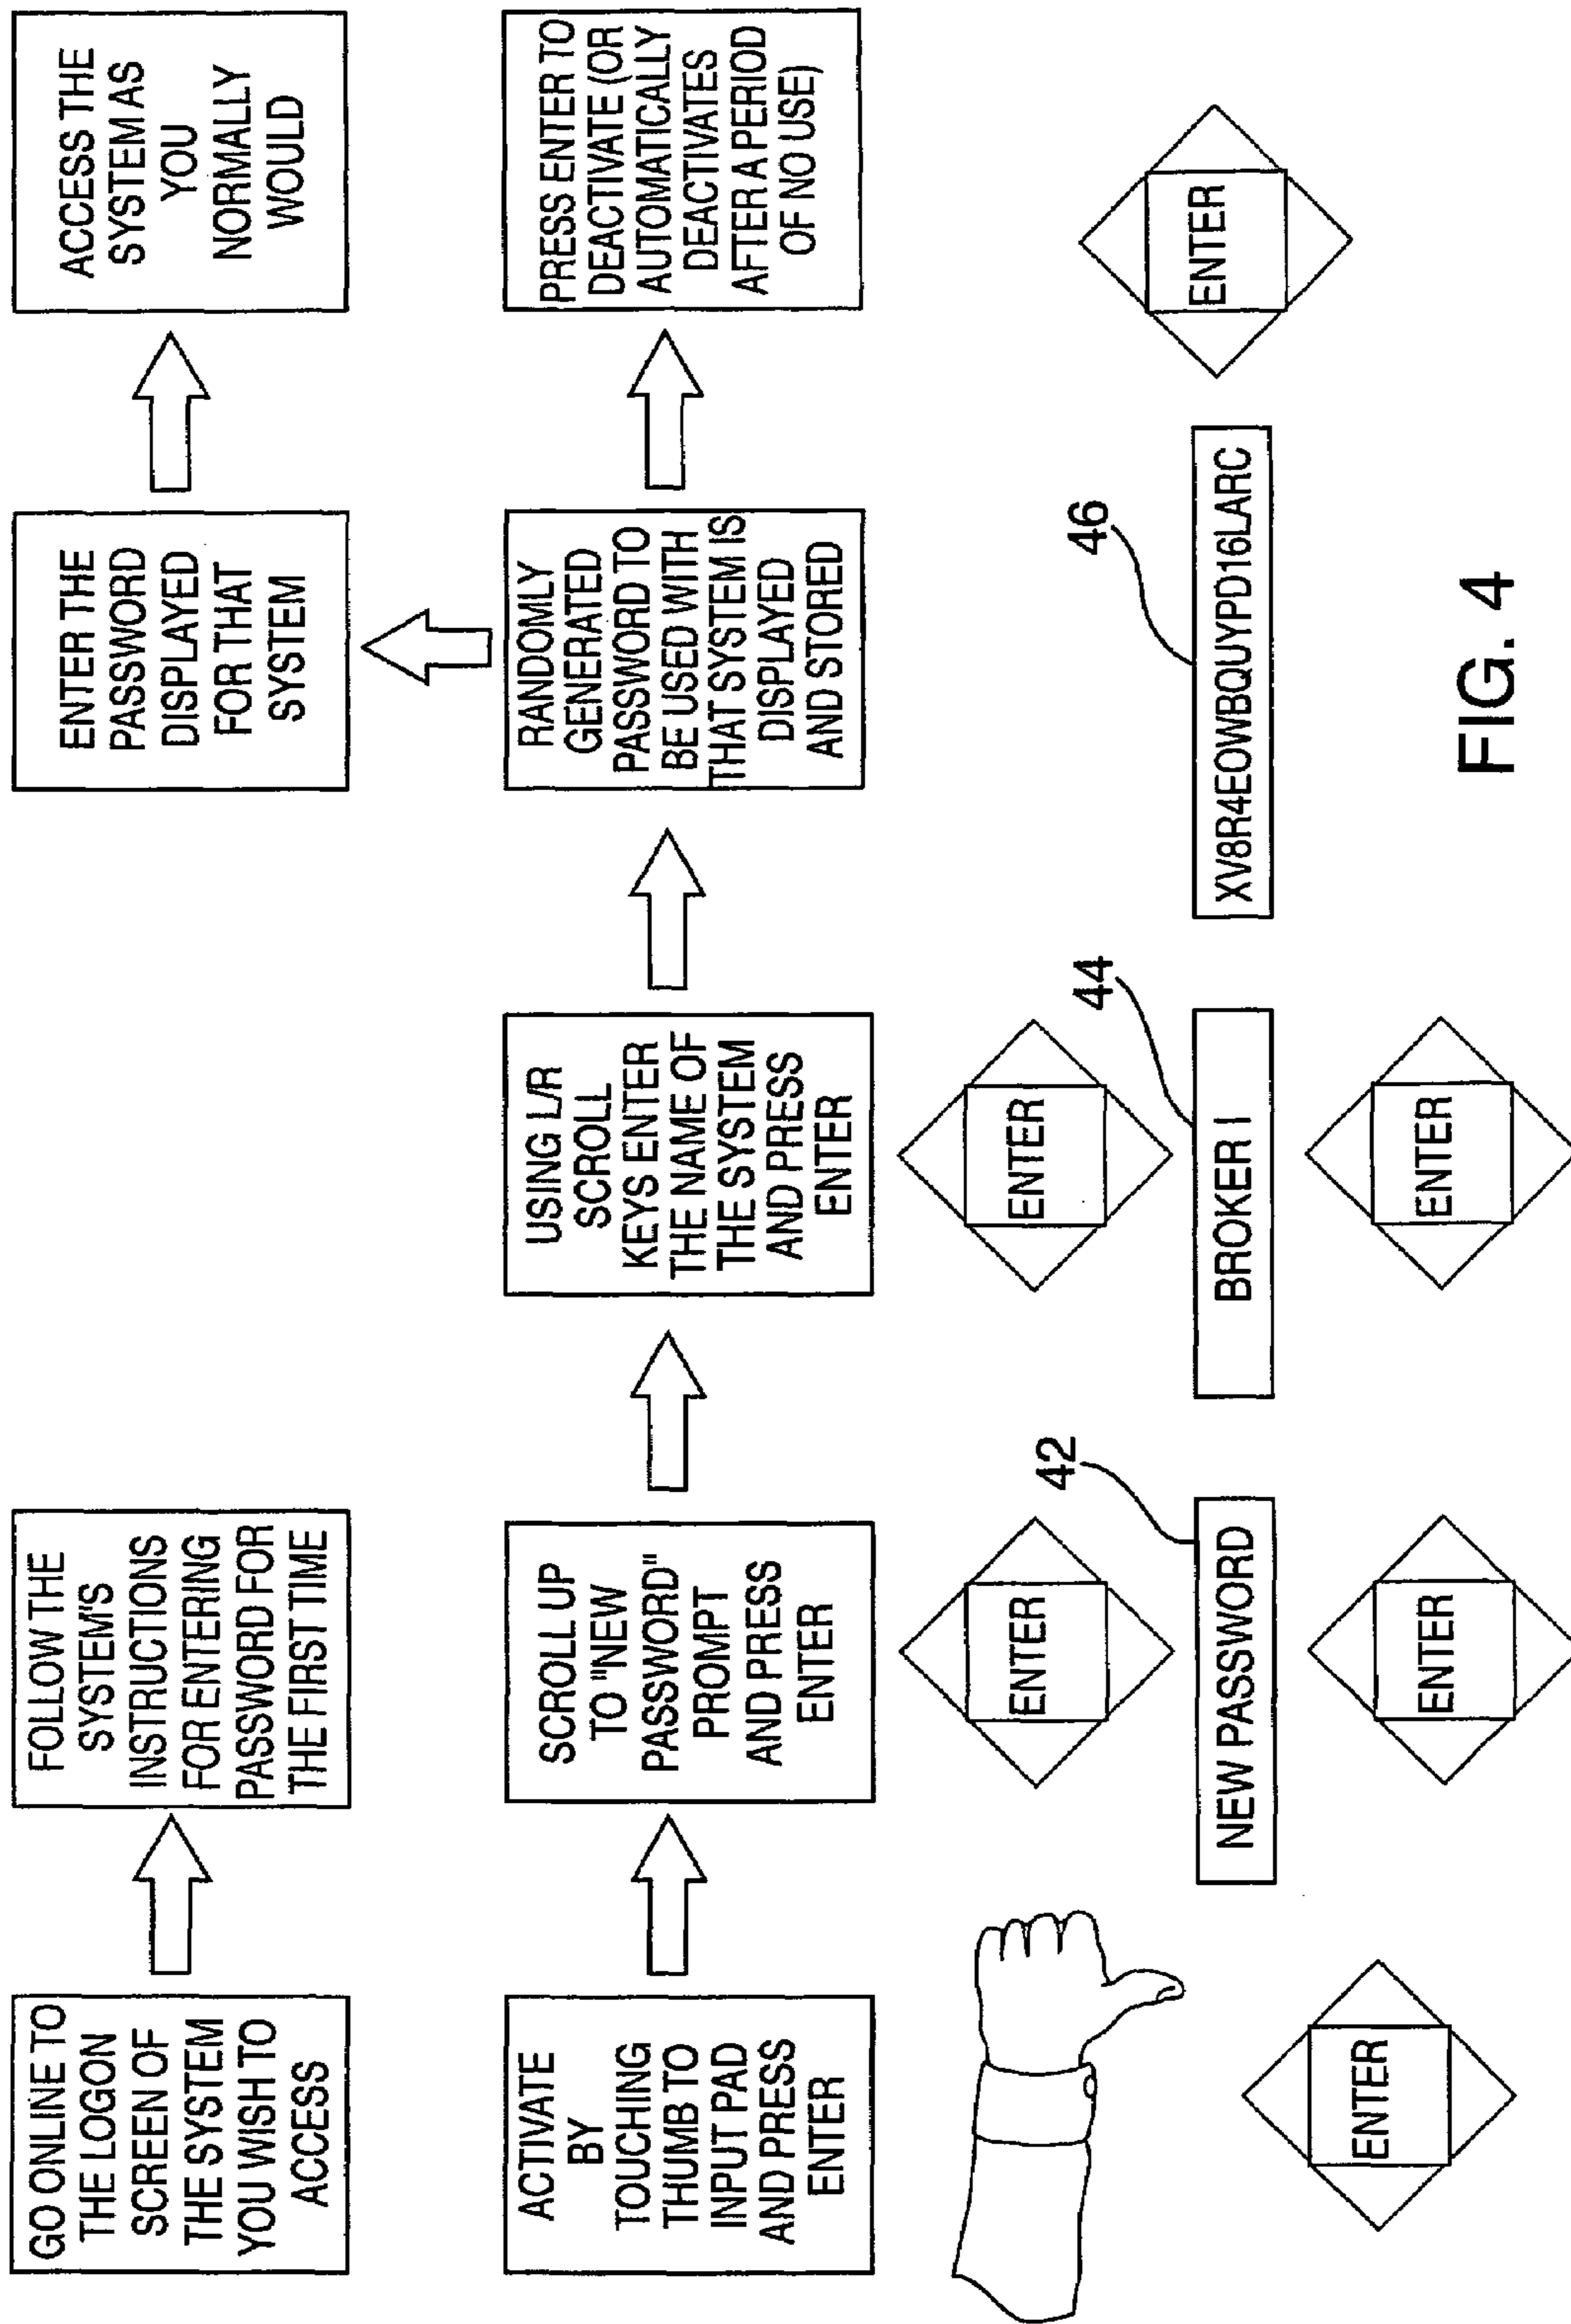 GO ONLINE TO
THE LOGON
SCREEN OF
THE SYSTEM
YOU WISH TO
ACCESS
FOLLOW THE
SYSTEM'S
INSTRUCTIONS
FOR ENTERING
PASSWORD FOR
THE FIRST TIME
ENTER THE
PASSWORD
DISPLAYED
FOR THAT
SYSTEM
ACCESS THE
SYSTEM AS
YOU
NORMALLY
WOULD
ACTIVATE
BY
TOUCHING
THUMB TO
INPUT PAD
AND PRESS
ENTER
SCROLL UP
TO "NEW
PASSWORD"
PROMPT
AND PRESS
ENTER
USING L/R
SCROLL
KEYS ENTER
THE NAME OF
THE SYSTEM
AND PRESS
ENTER
RANDOMLY
GENERATED
PASSWORD TO
BE USED WITH
THAT SYSTEM IS
DISPLAYED
AND STORED
PRESS ENTER TO
DEACTIVATE (OR
AUTOMATICALLY
DEACTIVATES
AFTER A PERIOD
OF NO USE)
ENTER
ENTER
42
44
46
NEW PASSWORD
BROKER I
XV8R4EOWBQUYPD16LARC
ENTER
ENTER
ENTER
ENTER
FIG. 4